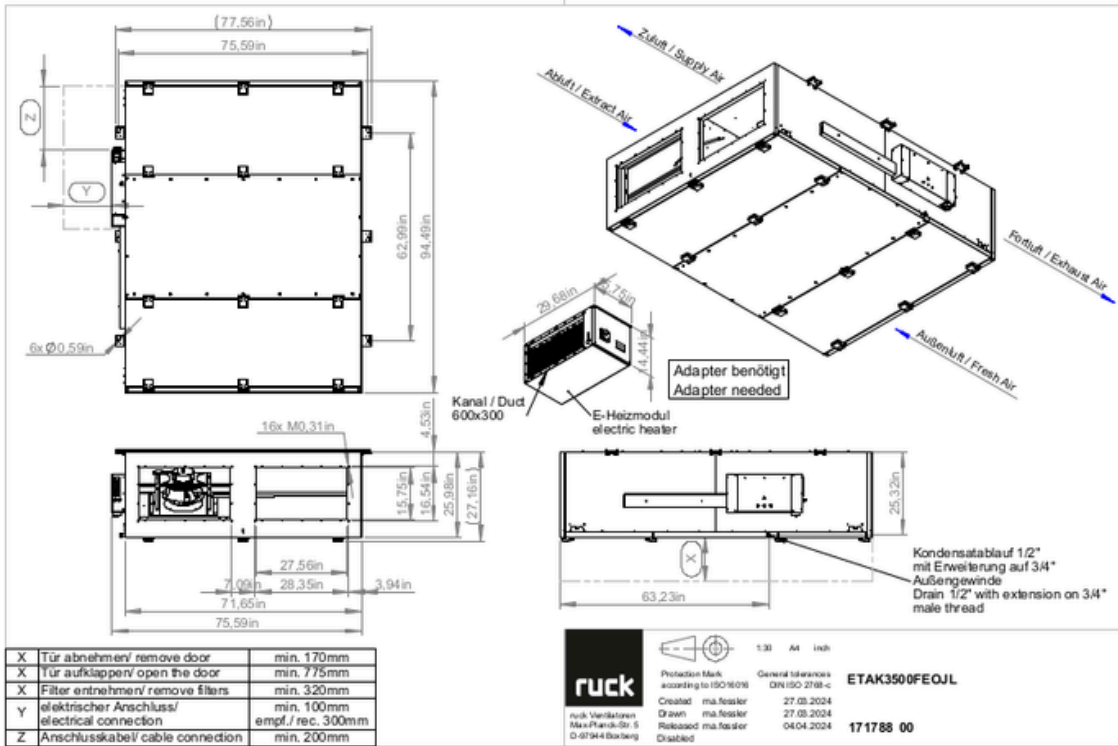 (77,56in)
75,59in
Z
Y
62,99in
94,49in
6x Ø0,59in
Zuluft / Supply Air
Abluft / Extract Air
Fortluft / Exhaust Air
Außenluft / Fresh Air
29,68in
4,44in
Kanal / Duct
600x300
E-Heizmodul
electric heater
Adapter benötigt
Adapter needed
16x M0,31in
4,53in
15,75in
16,54in
25,98in
(27,16in)
27,56in
7,09in
28,35in
3,94in
71,65in
75,59in
25,32in
X
63,23in
Kondensatablauf 1/2"
mit Erweiterung auf 3/4"
Außengewinde
Drain 1/2" with extension on 3/4"
male thread
X Tür abnehmen/ remove door min. 170mm
X Tür aufklappen/ open the door min. 775mm
X Filter entnehmen/ remove filters min. 320mm
Y elektrischer Anschluss/ electrical connection min. 100mm empf./ rec. 300mm
Z Anschlusskabel/ cable connection min. 200mm
ruck
ruck Ventilatoren
Max-Planck-Str. 5
D-97944 Boxberg
1:30 A4 inch
Protection Mark
according to ISO16016
General tolerances
DIN ISO 2768-c
ETAK3500FEOJL
Created ma.fessler 27.03.2024
Drawn ma.fessler 27.03.2024
Released ma.fessler 04.04.2024
Disabled
171788 00